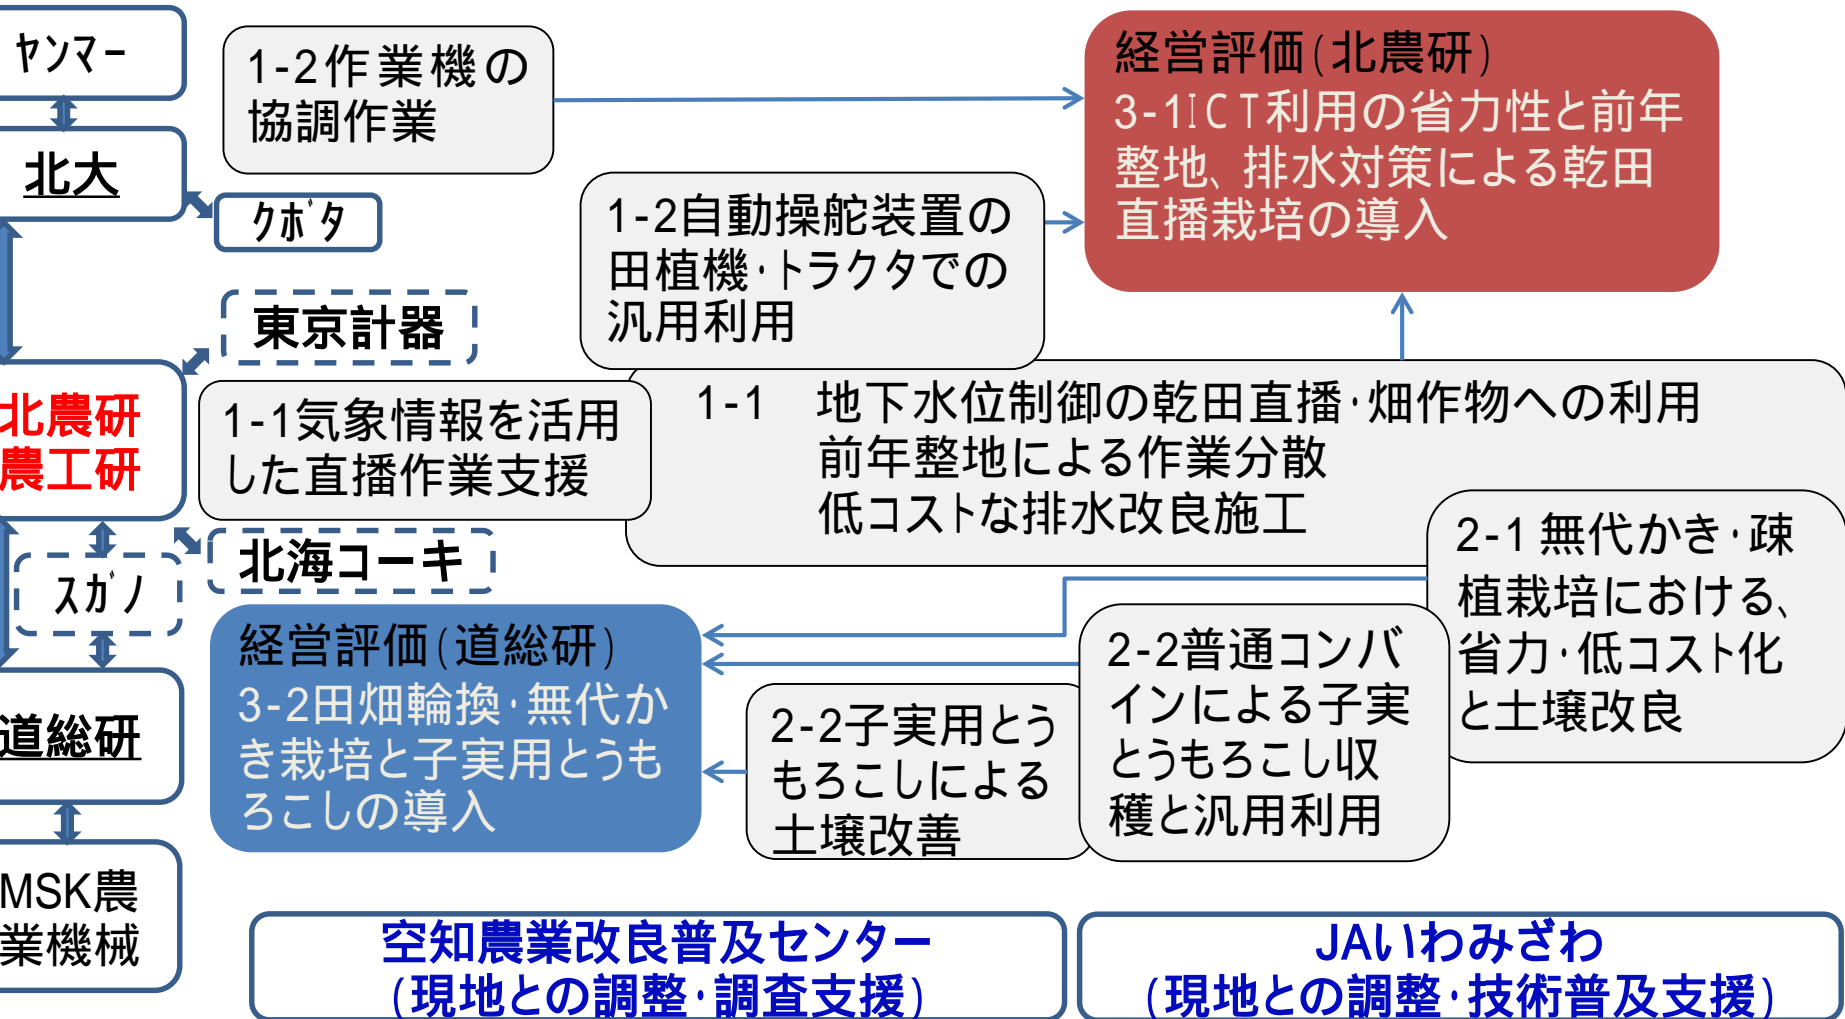 ヤンマー
北大
クボタ
東京計器
北農研
農工研
北海コーキ
スガノ
道総研
MSK農
業機械
1-2作業機の
協調作業
1-2自動操舵装置の
田植機・トラクタでの
汎用利用
経営評価(北農研)
3-1ICT利用の省力性と前年
整地、排水対策による乾田
直播栽培の導入
1-1気象情報を活用
した直播作業支援
1-1 地下水位制御の乾田直播・畑作物への利用
前年整地による作業分散
低コストな排水改良施工
2-1 無代かき・疎
植栽培における、
省力・低コスト化
と土壌改良
経営評価(道総研)
3-2田畑輪換・無代か
き栽培と子実用とうも
ろこしの導入
2-2子実用とう
もろこしによる
土壌改善
2-2普通コンバ
インによる子実
とうもろこし収
穫と汎用利用
空知農業改良普及センター
(現地との調整・調査支援)
JAいわみざわ
(現地との調整・技術普及支援)